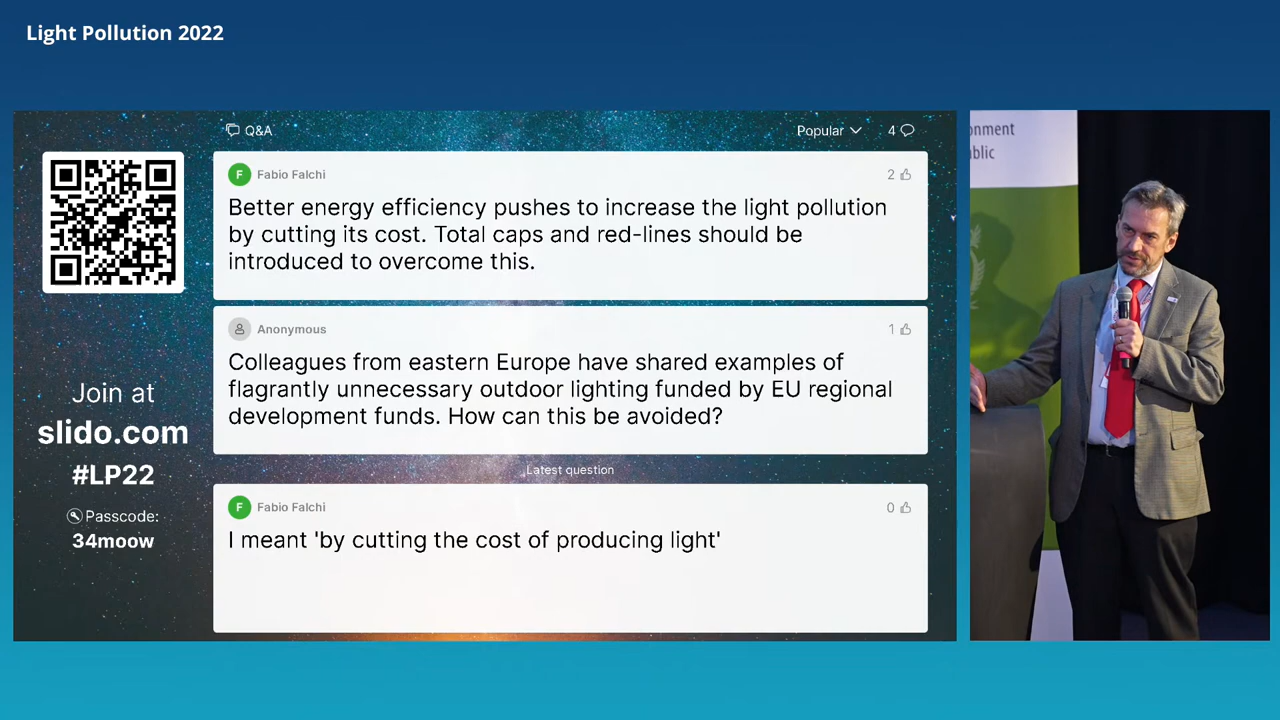 Light Pollution 2022
Q&A
Popular
4
F
Fabio Falchi
2
Better energy efficiency pushes to increase the light pollution
by cutting its cost. Total caps and red-lines should be
introduced to overcome this.
Anonymous
1
Colleagues from eastern Europe have shared examples of
flagrantly unnecessary outdoor lighting funded by EU regional
development funds. How can this be avoided?
Latest question
F
Fabio Falchi
0
I meant 'by cutting the cost of producing light'
Join at
slido.com
#LP22
Passcode:
34moow
onment
ublic